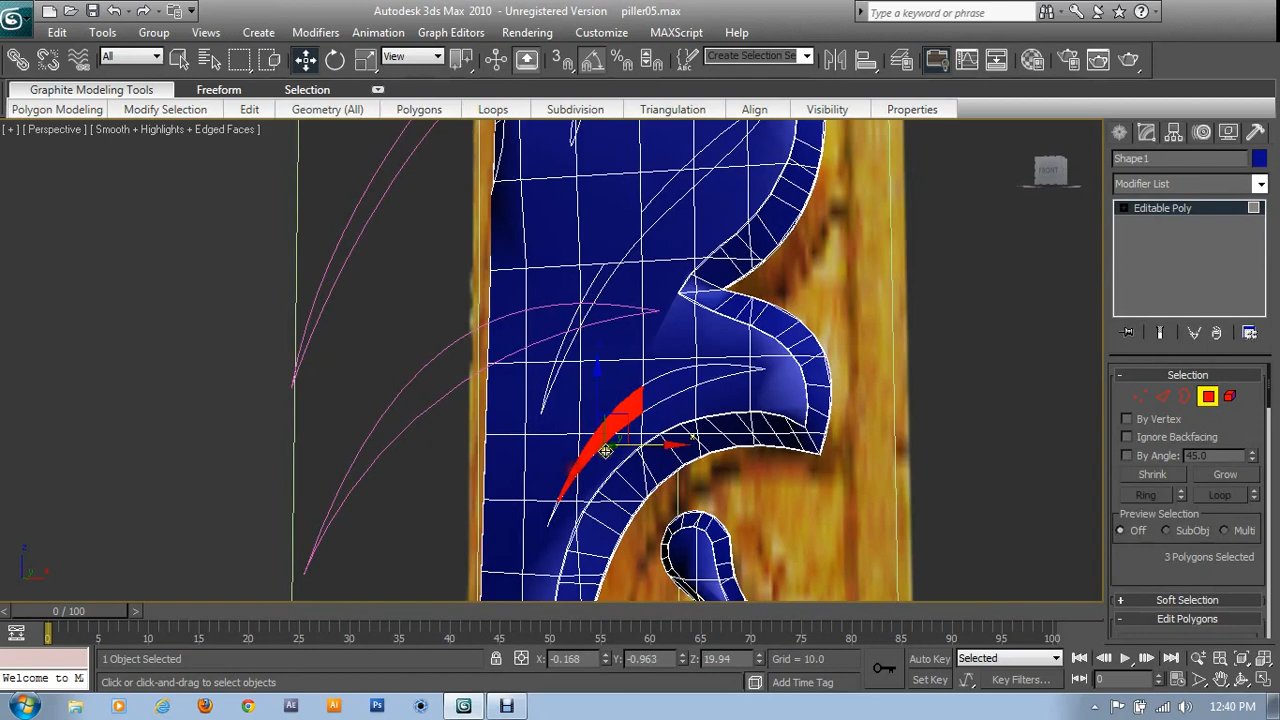 Autodesk 3ds Max 2010 - Unregistered Version piller05.max
Type a keyword or phrase
Edit Tools Group Views Create Modifiers Animation Graph Editors Rendering Customize MAXScript Help
All View Create Selection Se
Graphite Modeling Tools Freeform Selection
Polygon Modeling Modify Selection Edit Geometry (All) Polygons Loops Subdivision Triangulation Align Visibility Properties
[ + ] [ Perspective ] [ Smooth + Highlights + Edged Faces ]
FRONT
Shape1
Modifier List
Editable Poly
Selection
By Vertex
Ignore Backfacing
By Angle: 45.0
Shrink Grow
Ring Loop
Preview Selection
Off SubObj Multi
3 Polygons Selected
Soft Selection
Edit Polygons
0 / 100
0 5 10 15 20 25 30 35 40 45 50 55 60 65 70 75 80 85 90 95 100
1 Object Selected X: -0.168 Y: -0.963 Z: 19.94 Grid = 10.0 Auto Key Selected
Welcome to M Click or click-and-drag to select objects Add Time Tag Set Key Key Filters... 0
12:40 PM